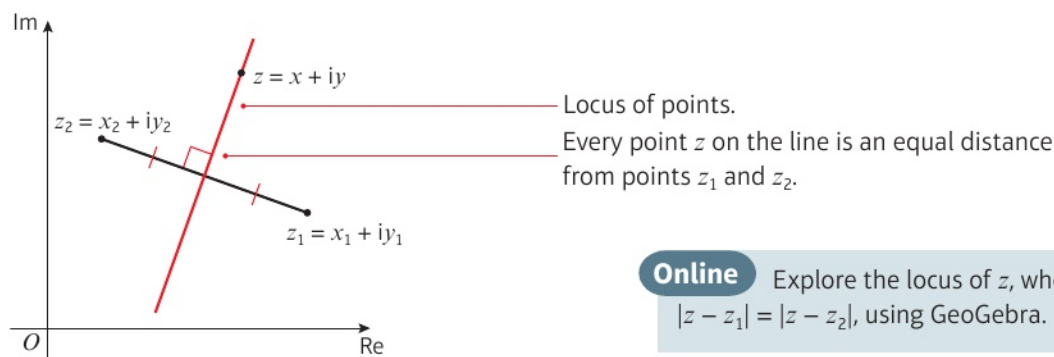 Im
z = x + iy
Locus of points.
z₂ = x₂ + iy₂
Every point z on the line is an equal distance
from points z₁ and z₂.
z₁ = x₁ + iy₁
Online Explore the locus of z, whe
|z – z₁| = |z – z₂|, using GeoGebra.
O
Re